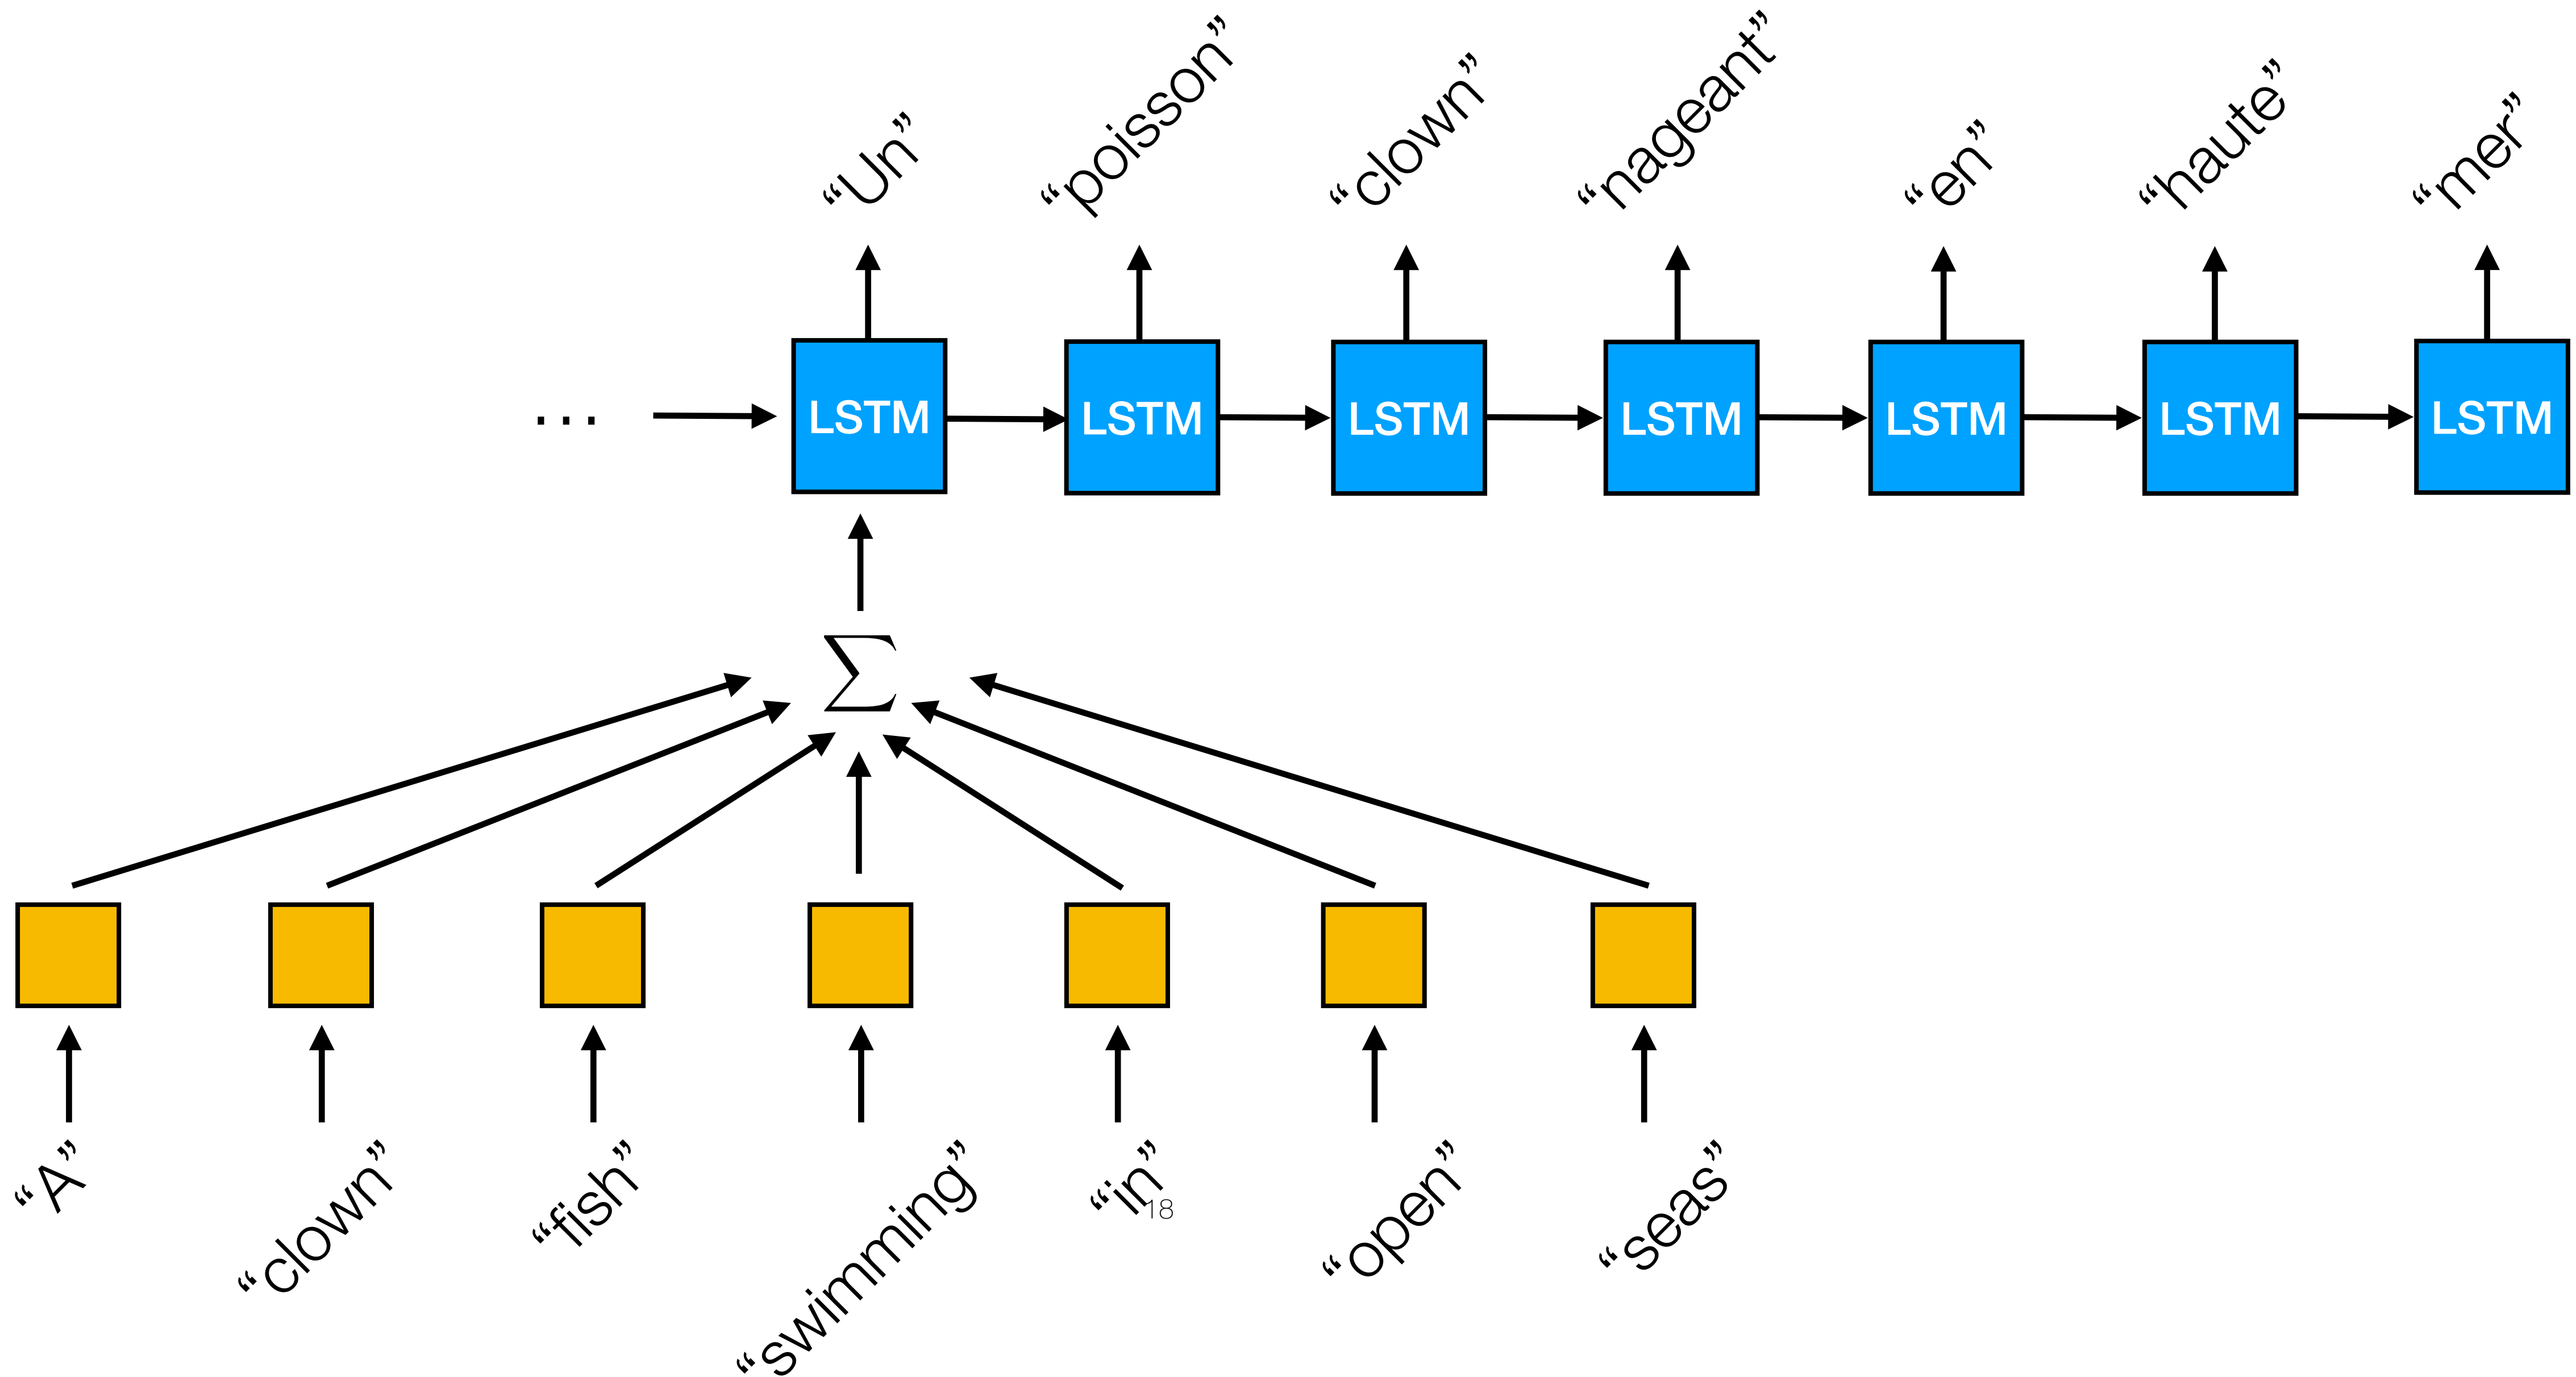 “Un” “poisson” “clown” “nageant” “en” “haute” “mer”
... LSTM LSTM LSTM LSTM LSTM LSTM LSTM
∑
“A” “clown” “fish” “swimming” “in” “open” “seas”
18